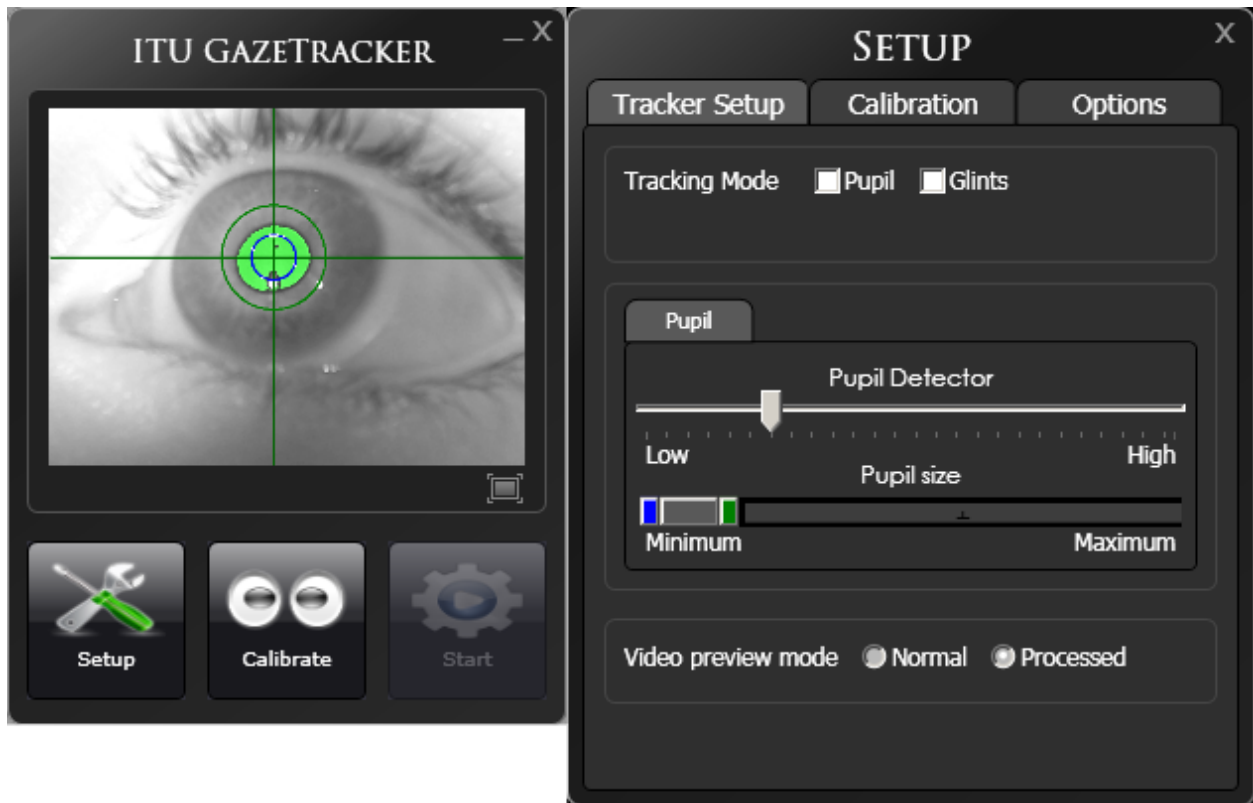 ITU GAZETRACKER
_ X
Setup
Calibrate
Start
SETUP
X
Tracker Setup
Calibration
Options
Tracking Mode Pupil Glints
Pupil
Pupil Detector
Low High
Pupil size
Minimum Maximum
Video preview mode Normal Processed